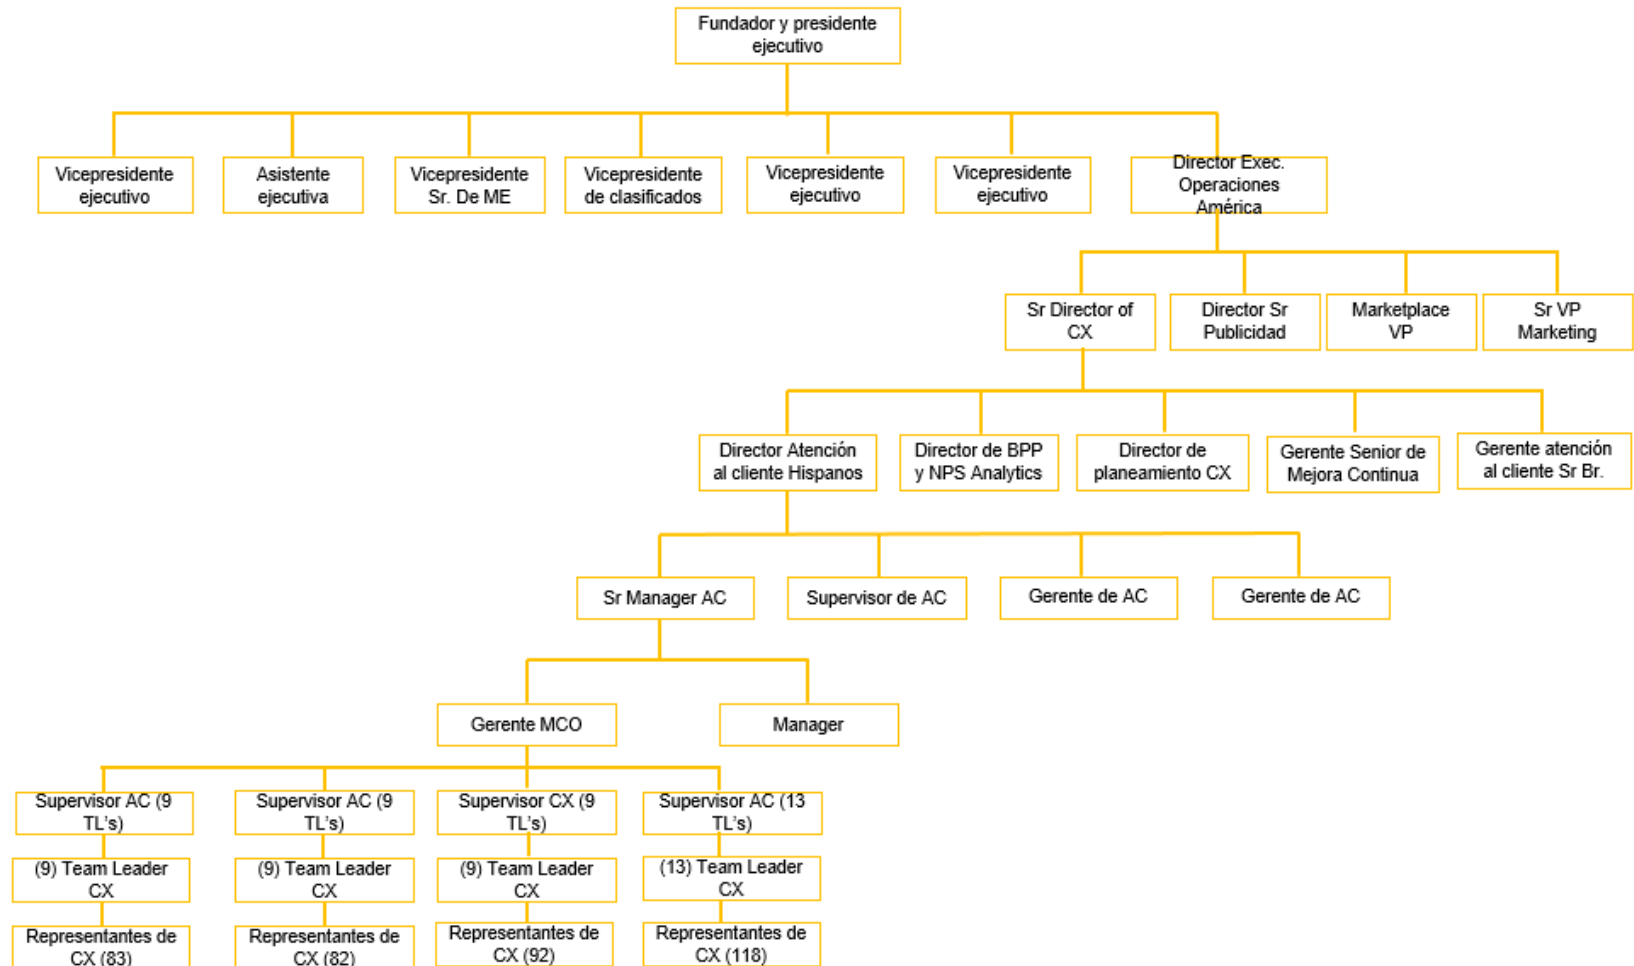 Fundador y presidente
ejecutivo
Vicepresidente
ejecutivo
Asistente
ejecutiva
Vicepresidente
Sr. De ME
Vicepresidente
de clasificados
Vicepresidente
ejecutivo
Vicepresidente
ejecutivo
Director Exec.
Operaciones
América
Sr Director of
CX
Director Sr
Publicidad
Marketplace
VP
Sr VP
Marketing
Director Atención
al cliente Hispanos
Director de BPP
y NPS Analytics
Director de
planeamiento CX
Gerente Senior de
Mejora Continua
Gerente atención
al cliente Sr Br.
Sr Manager AC
Supervisor de AC
Gerente de AC
Gerente de AC
Gerente MCO
Manager
Supervisor AC (9
TL's)
Supervisor AC (9
TL's)
Supervisor CX (9
TL's)
Supervisor AC (13
TL's)
(9) Team Leader
CX
(9) Team Leader
CX
(9) Team Leader
CX
(13) Team Leader
CX
Representantes de
CX (83)
Representantes de
CX (82)
Representantes de
CX (92)
Representantes de
CX (118)